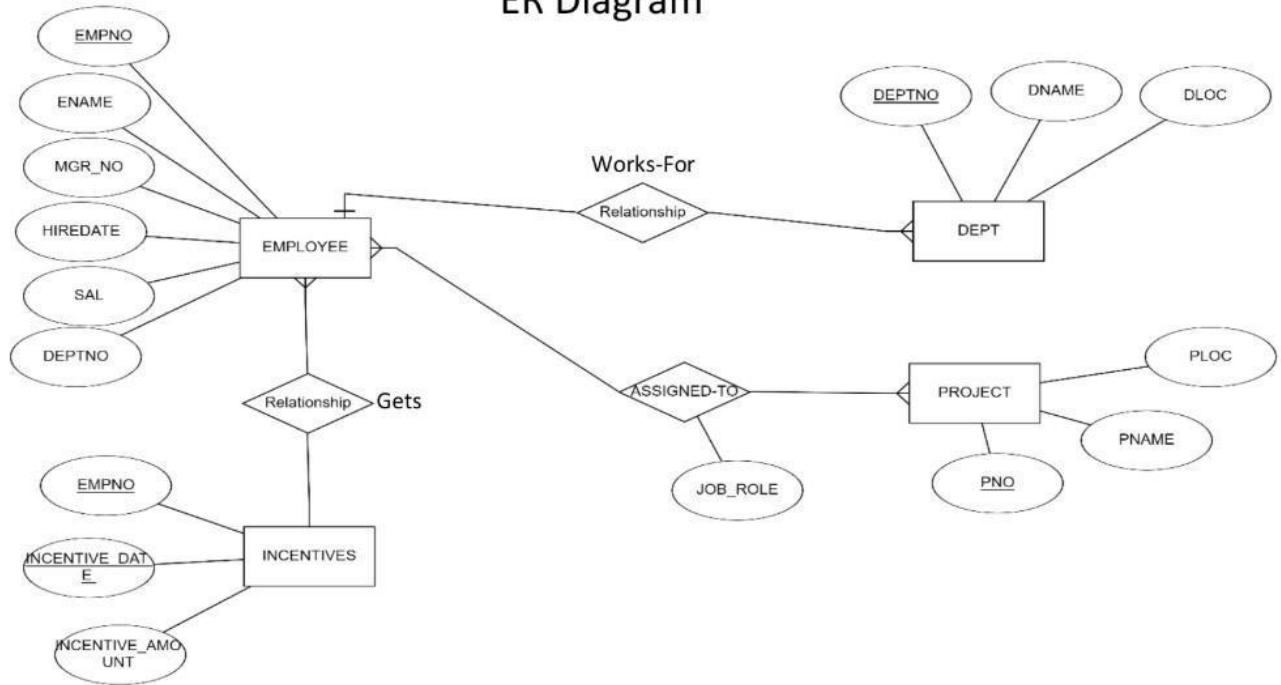 ER Diagram
EMPNO
ENAME
MGR_NO
HIREDATE
SAL
DEPTNO
EMPLOYEE
Works-For
Relationship
DEPTNO
DNAME
DLOC
DEPT
Relationship
Gets
ASSIGNED-TO
JOB_ROLE
PROJECT
PLOC
PNAME
PNO
EMPNO
INCENTIVE_DAT
E
INCENTIVE_AMO
UNT
INCENTIVES